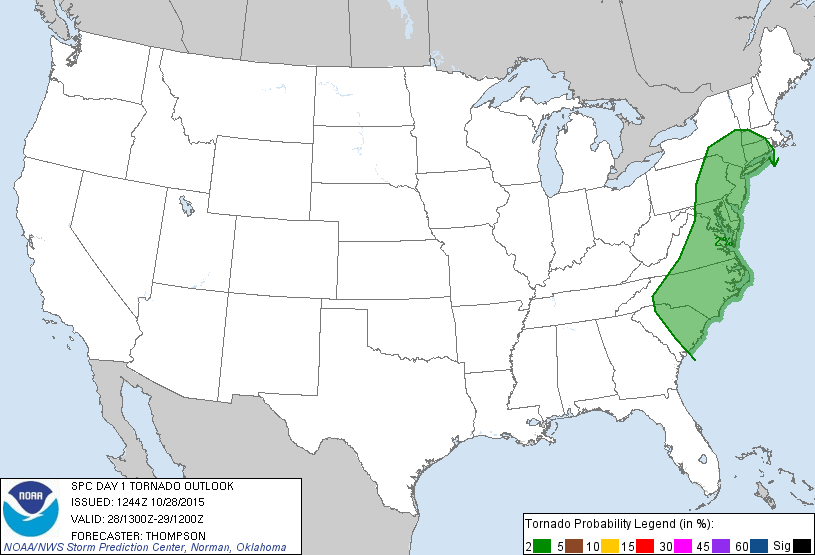 2%
NOAA
SPC DAY 1 TORNADO OUTLOOK
ISSUED: 1244Z 10/28/2015
VALID: 28/1300Z-29/1200Z
FORECASTER: THOMPSON
NOAA/NWS Storm Prediction Center, Norman, Oklahoma
Tornado Probability Legend (in %):
2 5 10 15 30 45 60 Sig